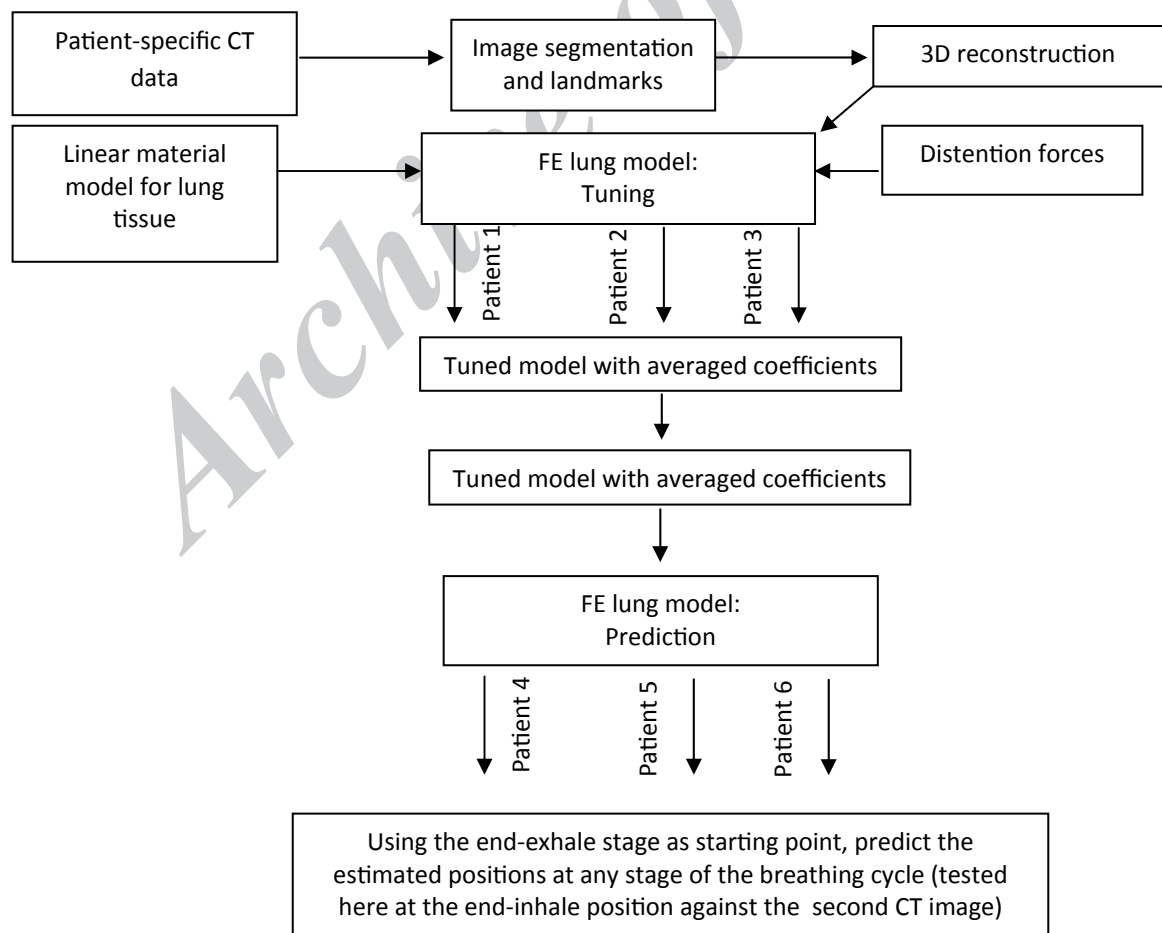 Patient-specific CT
data
Image segmentation
and landmarks
3D reconstruction
Linear material
model for lung
tissue
FE lung model:
Tuning
Distention forces
Patient 1
Patient 2
Patient 3
Tuned model with averaged coefficients
Tuned model with averaged coefficients
FE lung model:
Prediction
Patient 4
Patient 5
Patient 6
Using the end-exhale stage as starting point, predict the
estimated positions at any stage of the breathing cycle (tested
here at the end-inhale position against the second CT image)
Archive of